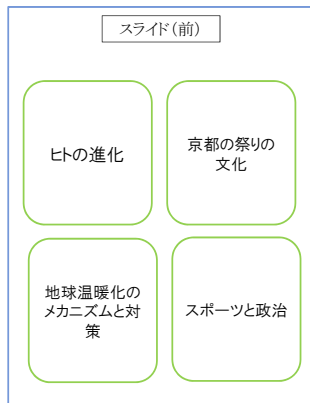 スライド（前）
ヒトの進化
京都の祭りの
文化
地球温暖化の
メカニズムと対
策
スポーツと政治